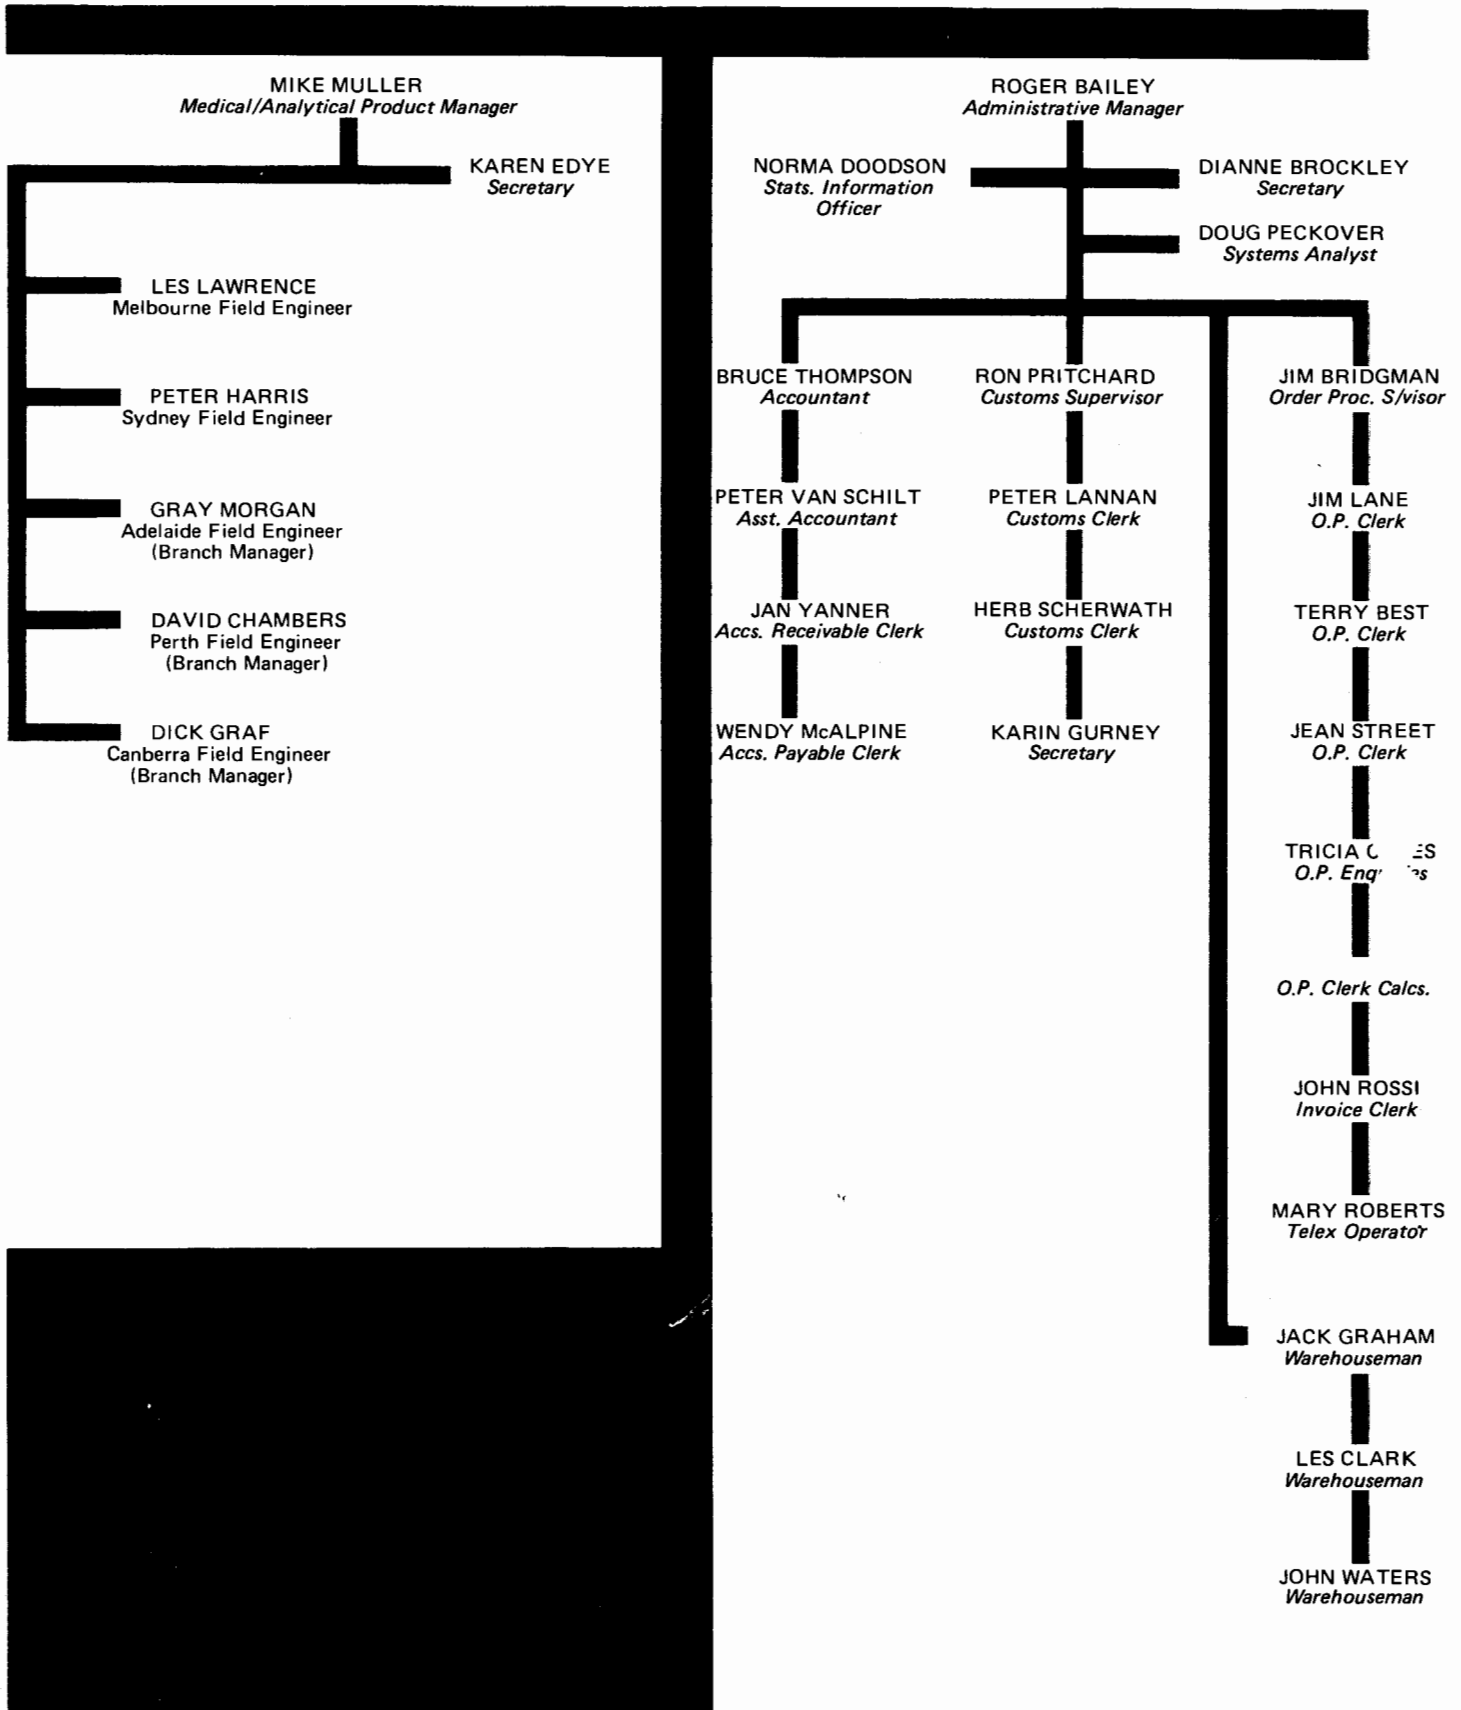 MIKE MULLER
Medical/Analytical Product Manager
KAREN EDYE
Secretary
LES LAWRENCE
Melbourne Field Engineer
PETER HARRIS
Sydney Field Engineer
GRAY MORGAN
Adelaide Field Engineer
(Branch Manager)
DAVID CHAMBERS
Perth Field Engineer
(Branch Manager)
DICK GRAF
Canberra Field Engineer
(Branch Manager)
ROGER BAILEY
Administrative Manager
NORMA DOODSON
Stats. Information
Officer
DIANNE BROCKLEY
Secretary
DOUG PECKOVER
Systems Analyst
BRUCE THOMPSON
Accountant
PETER VAN SCHILT
Asst. Accountant
JAN YANNER
Accs. Receivable Clerk
WENDY McALPINE
Accs. Payable Clerk
RON PRITCHARD
Customs Supervisor
PETER LANNAN
Customs Clerk
HERB SCHERWATH
Customs Clerk
KARIN GURNEY
Secretary
JIM BRIDGMAN
Order Proc. S/visor
JIM LANE
O.P. Clerk
TERRY BEST
O.P. Clerk
JEAN STREET
O.P. Clerk
TRICIA
O.P.
O.P. Clerk Calcs.
JOHN ROSSI
Invoice Clerk
MARY ROBERTS
Telex Operator
JACK GRAHAM
Warehouseman
LES CLARK
Warehouseman
JOHN WATERS
Warehouseman